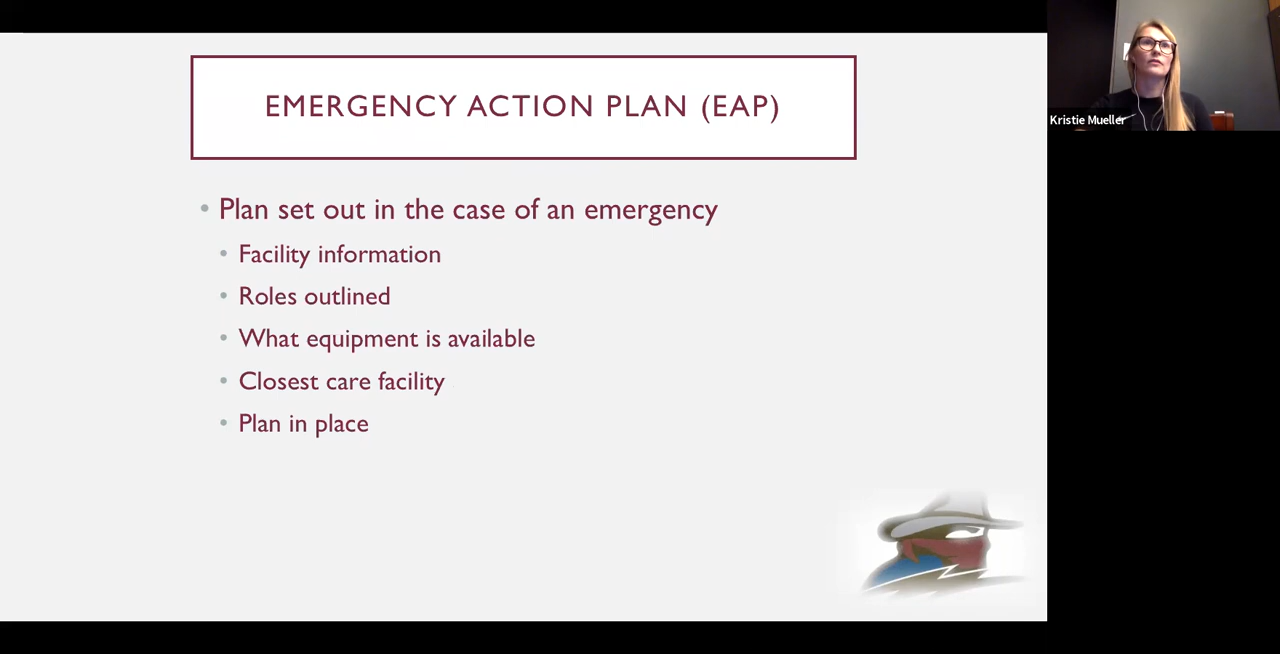 EMERGENCY ACTION PLAN (EAP)
• Plan set out in the case of an emergency
• Facility information
• Roles outlined
• What equipment is available
• Closest care facility
• Plan in place
Kristie Mueller